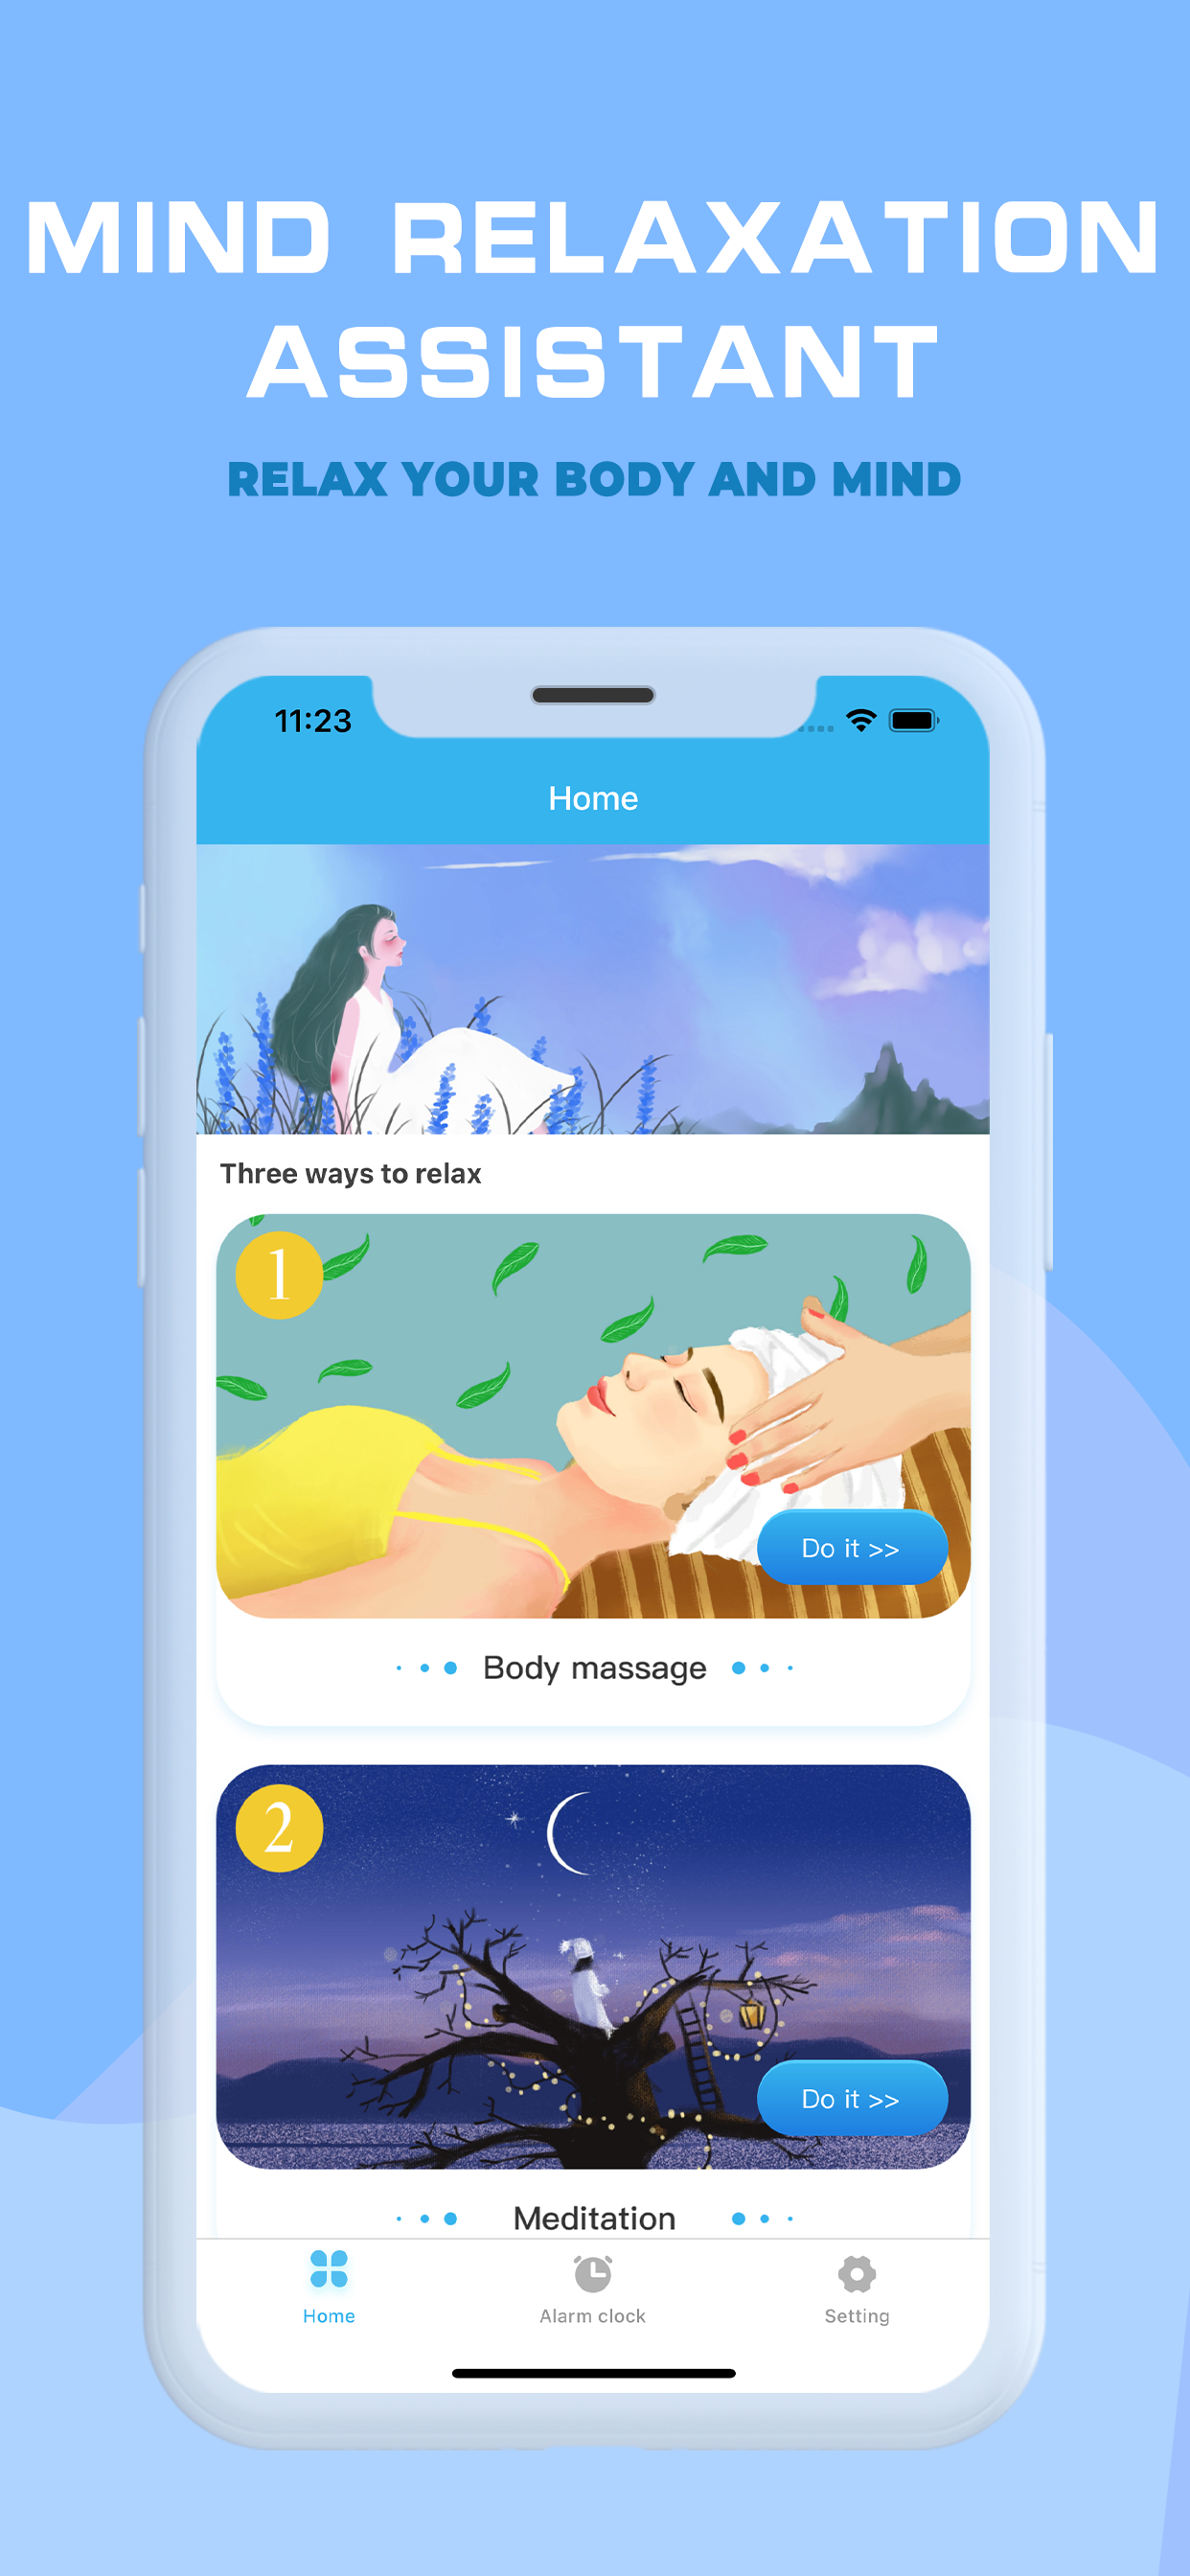 MIND RELAXATION
ASSISTANT
RELAX YOUR BODY AND MIND
11:23
Home
Three ways to relax
1
Do it >>
Body massage
2
Do it >>
Meditation
Home
Alarm clock
Setting